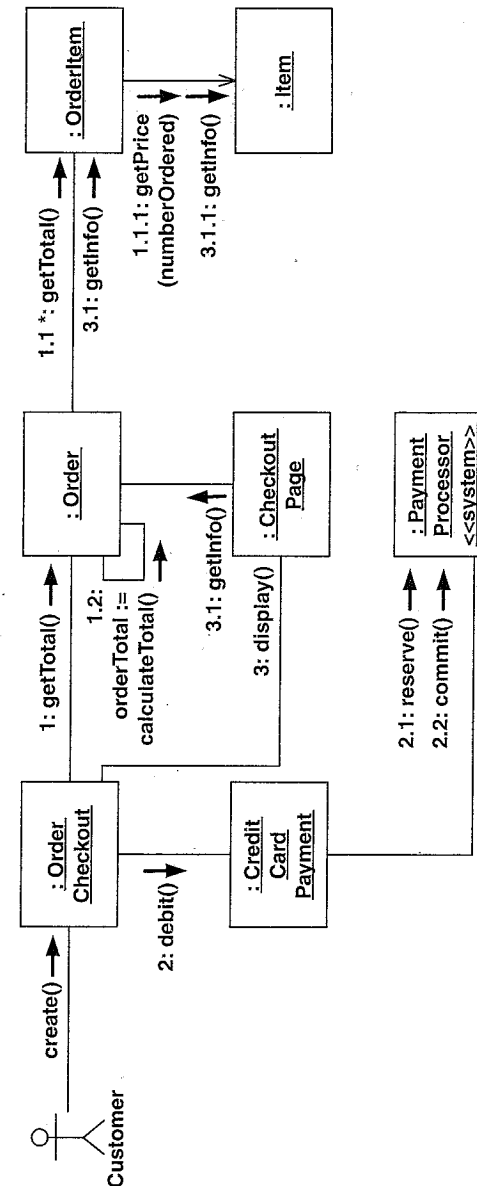 Customer
create()
: Order
Checkout
1: getTotal()
: Order
1.1 *: getTotal()
3.1: getInfo()
: OrderItem
1.2:
orderTotal :=
calculateTotal()
1.1.1: getPrice
(numberOrdered)
3.1.1: getInfo()
2: debit()
3.1: getInfo()
: Checkout
Page
: Item
3: display()
: Credit
Card
Payment
2.1: reserve()
2.2: commit()
: Payment
Processor
<<system>>